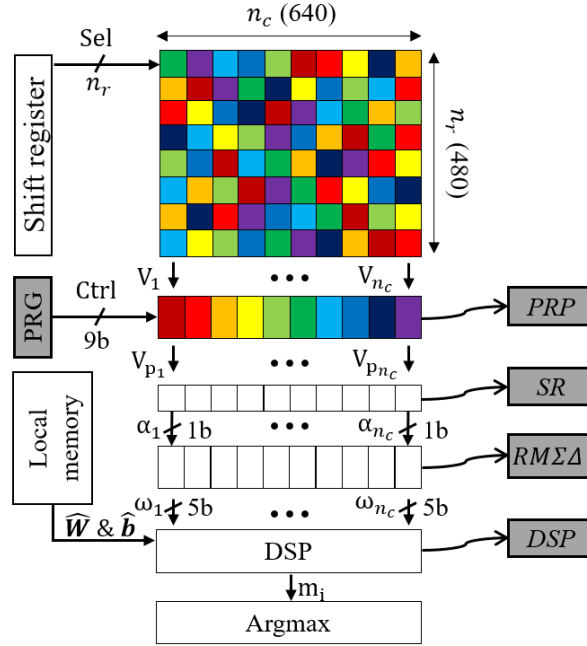 n_c (640)
Sel
n_r
Shift register
n_r (480)
V_1
•••
V_{n_c}
PRG
Ctrl
9b
PRP
V_{p_1}
•••
V_{p_{n_c}}
SR
α_1 1b
•••
α_{n_c} 1b
Local
memory
RMΣΔ
ω_1 5b
•••
ω_{n_c} 5b
Ŵ & b̂
DSP
DSP
m_i
Argmax